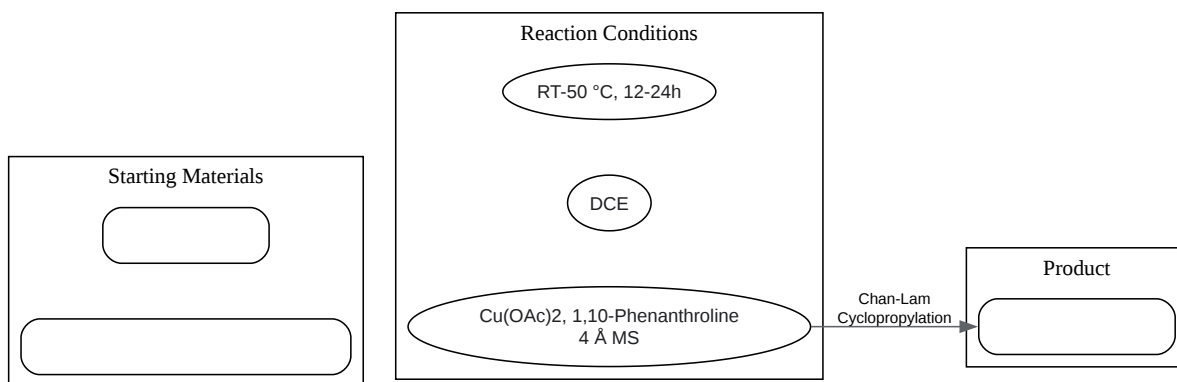 Reaction Conditions
RT-50 °C, 12-24h
Starting Materials
DCE
Product
Chan-Lam
Cyclopropylation
Cu(OAc)2, 1,10-Phenanthroline
4 Å MS